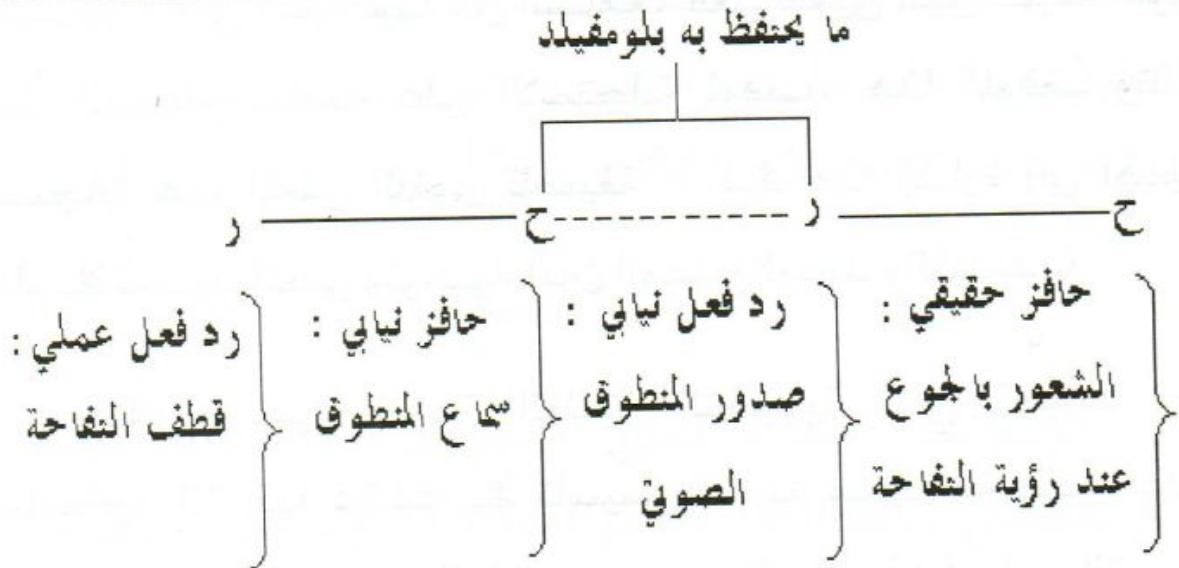 ما يحتفظ به بلومفيلد
ح ر ح ر
حافز حقيقي : رد فعل نيابي : حافز نيابي : رد فعل عملي :
الشعور بالجوع صدور المنطوق سماع المنطوق قطف التفاحة
عند رؤية التفاحة الصوتي